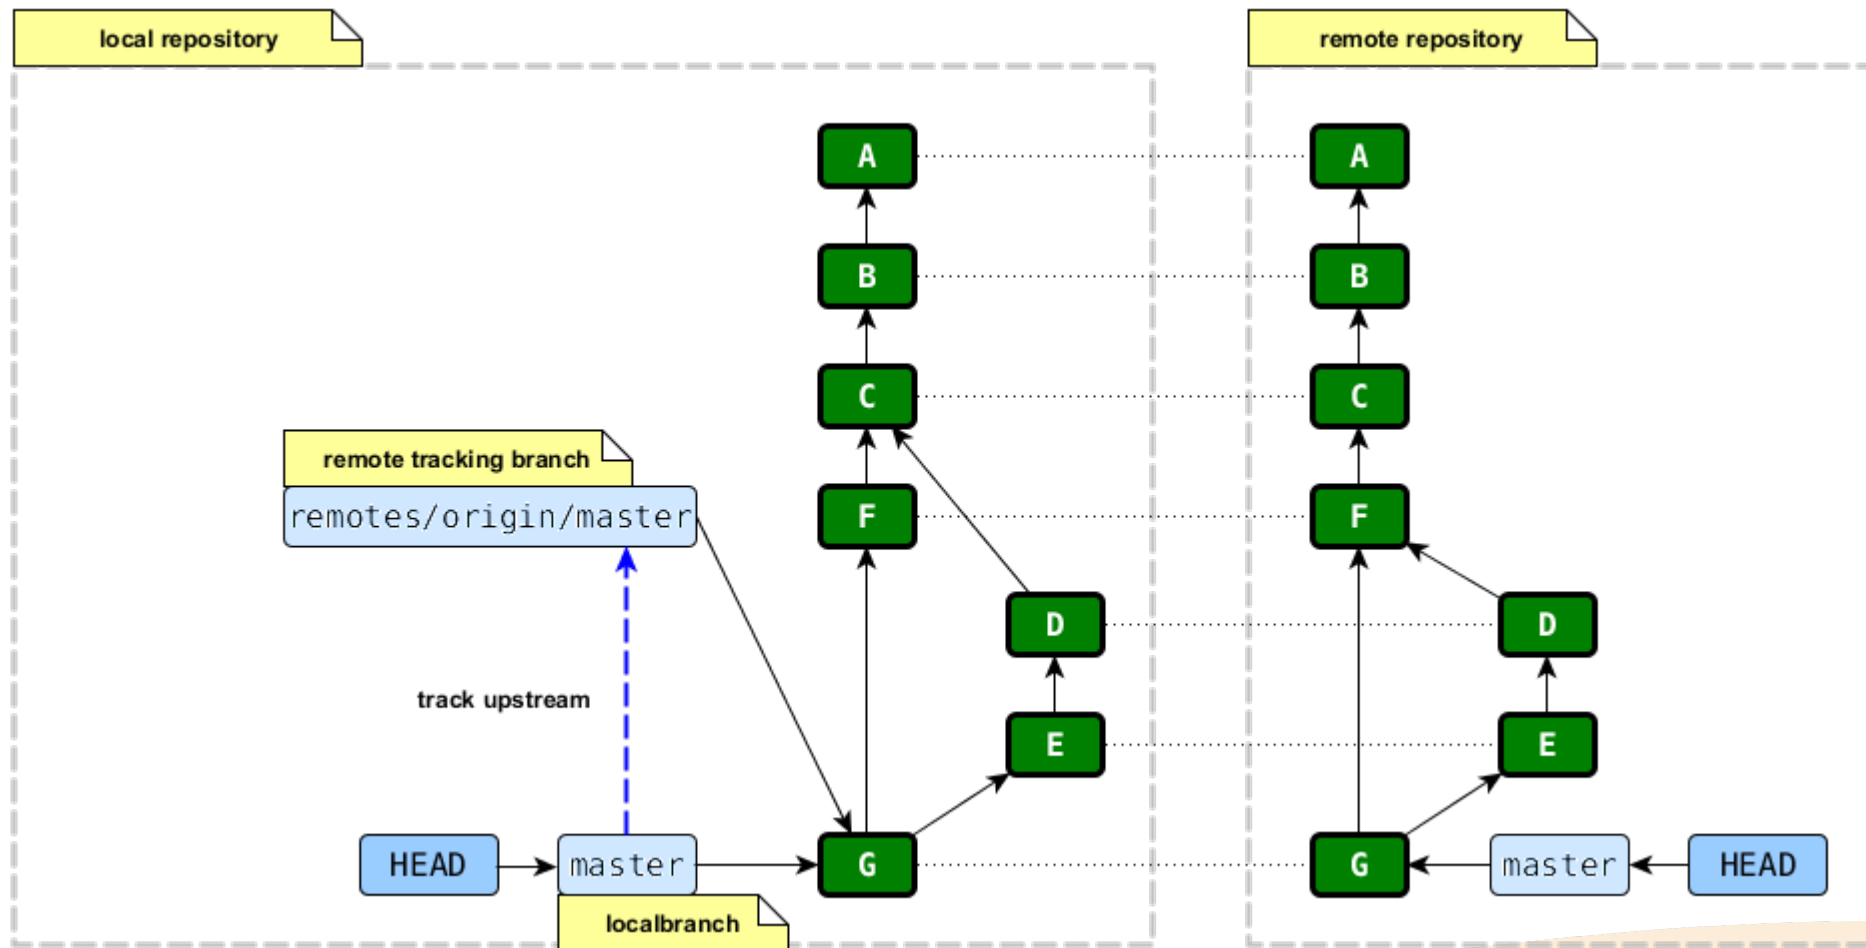 local repository
remote repository
A
A
B
B
C
C
remote tracking branch
remotes/origin/master
F
F
D
D
track upstream
E
E
HEAD
master
G
G
master
HEAD
localbranch